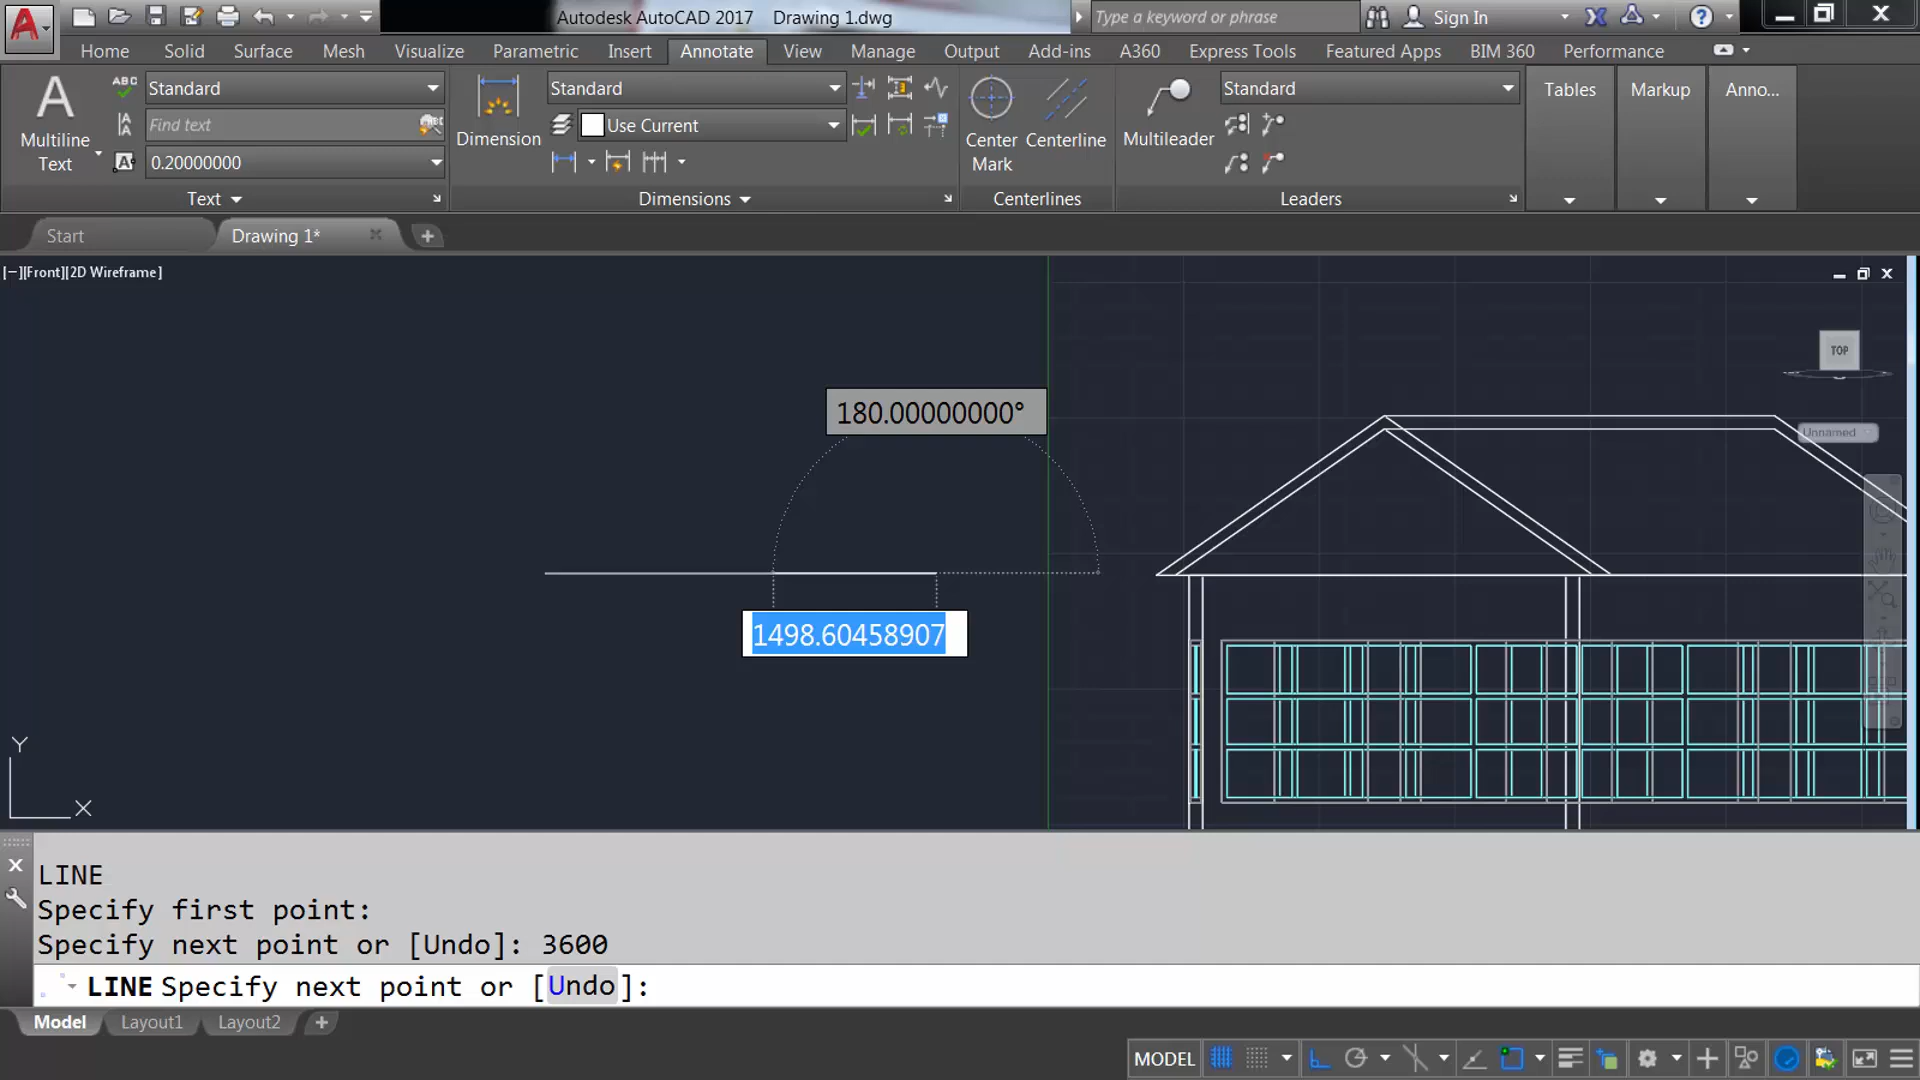 Autodesk AutoCAD 2017 Drawing 1.dwg
Type a keyword or phrase
Sign In
Home Solid Surface Mesh Visualize Parametric Insert Annotate View Manage Output Add-ins A360 Express Tools Featured Apps BIM 360 Performance
Multiline
Text
ABC
Standard
Find text
0.20000000
Text
Dimension
Standard
Use Current
Dimensions
Center
Mark
Centerline
Centerlines
Multileader
Standard
Leaders
Tables
Markup
Anno...
Start
Drawing 1*
[−][Front][2D Wireframe]
TOP
Unnamed
180.00000000°
1498.60458907
Y
X
LINE
Specify first point:
Specify next point or [Undo]: 3600
LINE Specify next point or [Undo]:
Model Layout1 Layout2
MODEL